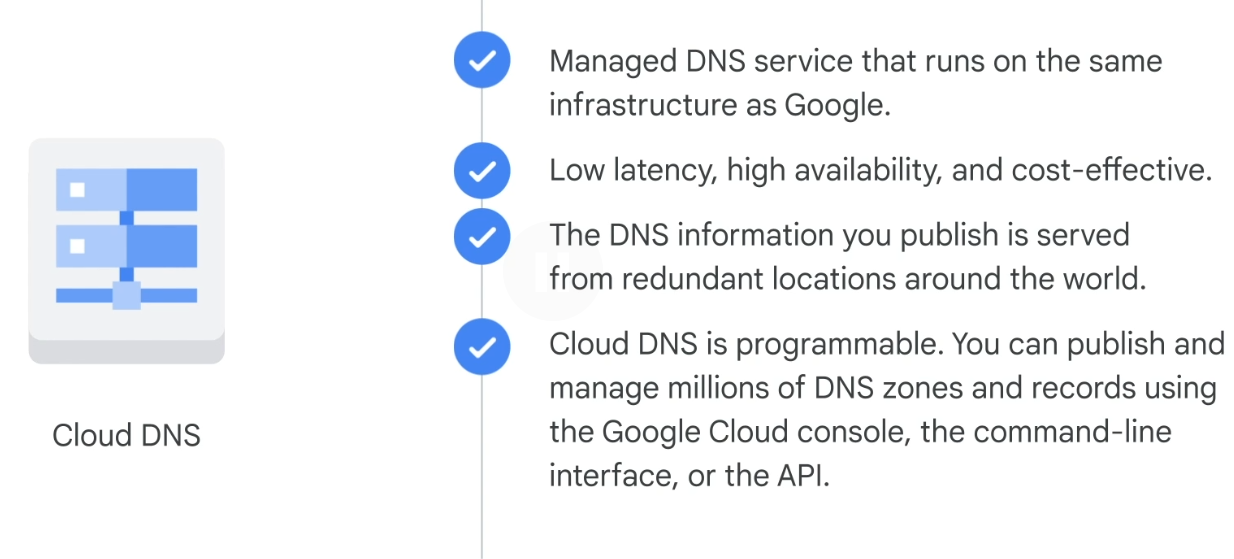 Managed DNS service that runs on the same
infrastructure as Google.
Low latency, high availability, and cost-effective.
The DNS information you publish is served
from redundant locations around the world.
Cloud DNS is programmable. You can publish and
manage millions of DNS zones and records using
the Google Cloud console, the command-line
interface, or the API.
Cloud DNS